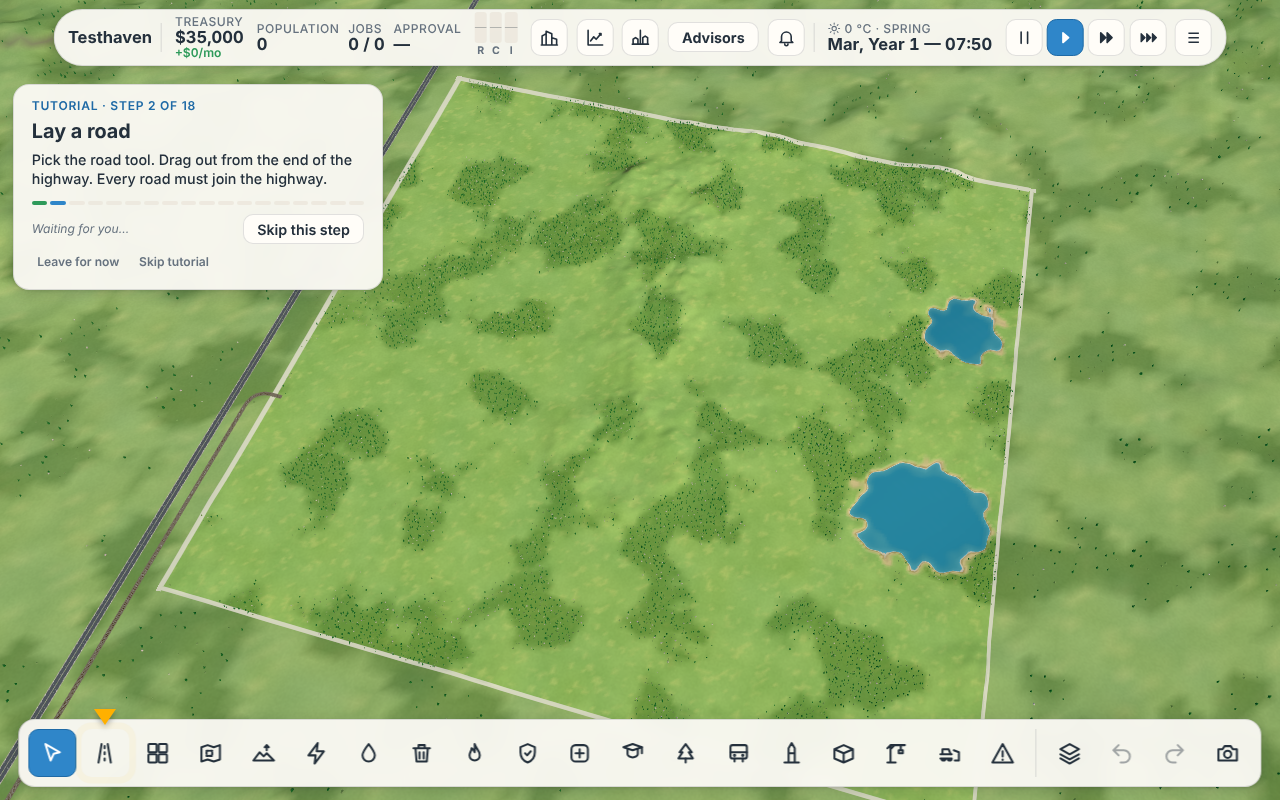 Testhaven
TREASURY
$35,000
+$0/mo
POPULATION
0
JOBS
0 / 0
APPROVAL
—
R C I
Advisors
0 °C · SPRING
Mar, Year 1 — 07:50
TUTORIAL · STEP 2 OF 18
Lay a road
Pick the road tool. Drag out from the end of the
highway. Every road must join the highway.
Waiting for you...
Skip this step
Leave for now
Skip tutorial